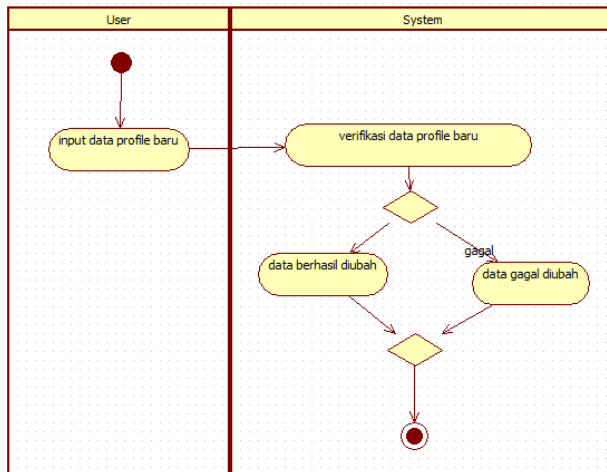 User
System
input data profile baru
verifikasi data profile baru
gagal
data berhasil diubah
data gagal diubah